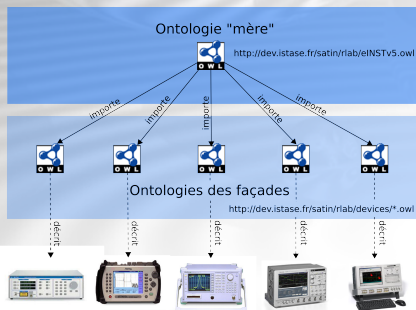 Ontologie "mère"
OWL
http://dev.istase.fr/satin/rlab/eINSTv5.owl
importe
importe
importe
importe
importe
OWL
OWL
OWL
OWL
OWL
Ontologies des façades
http://dev.istase.fr/satin/rlab/devices/*.owl
décrit
décrit
décrit
décrit
décrit